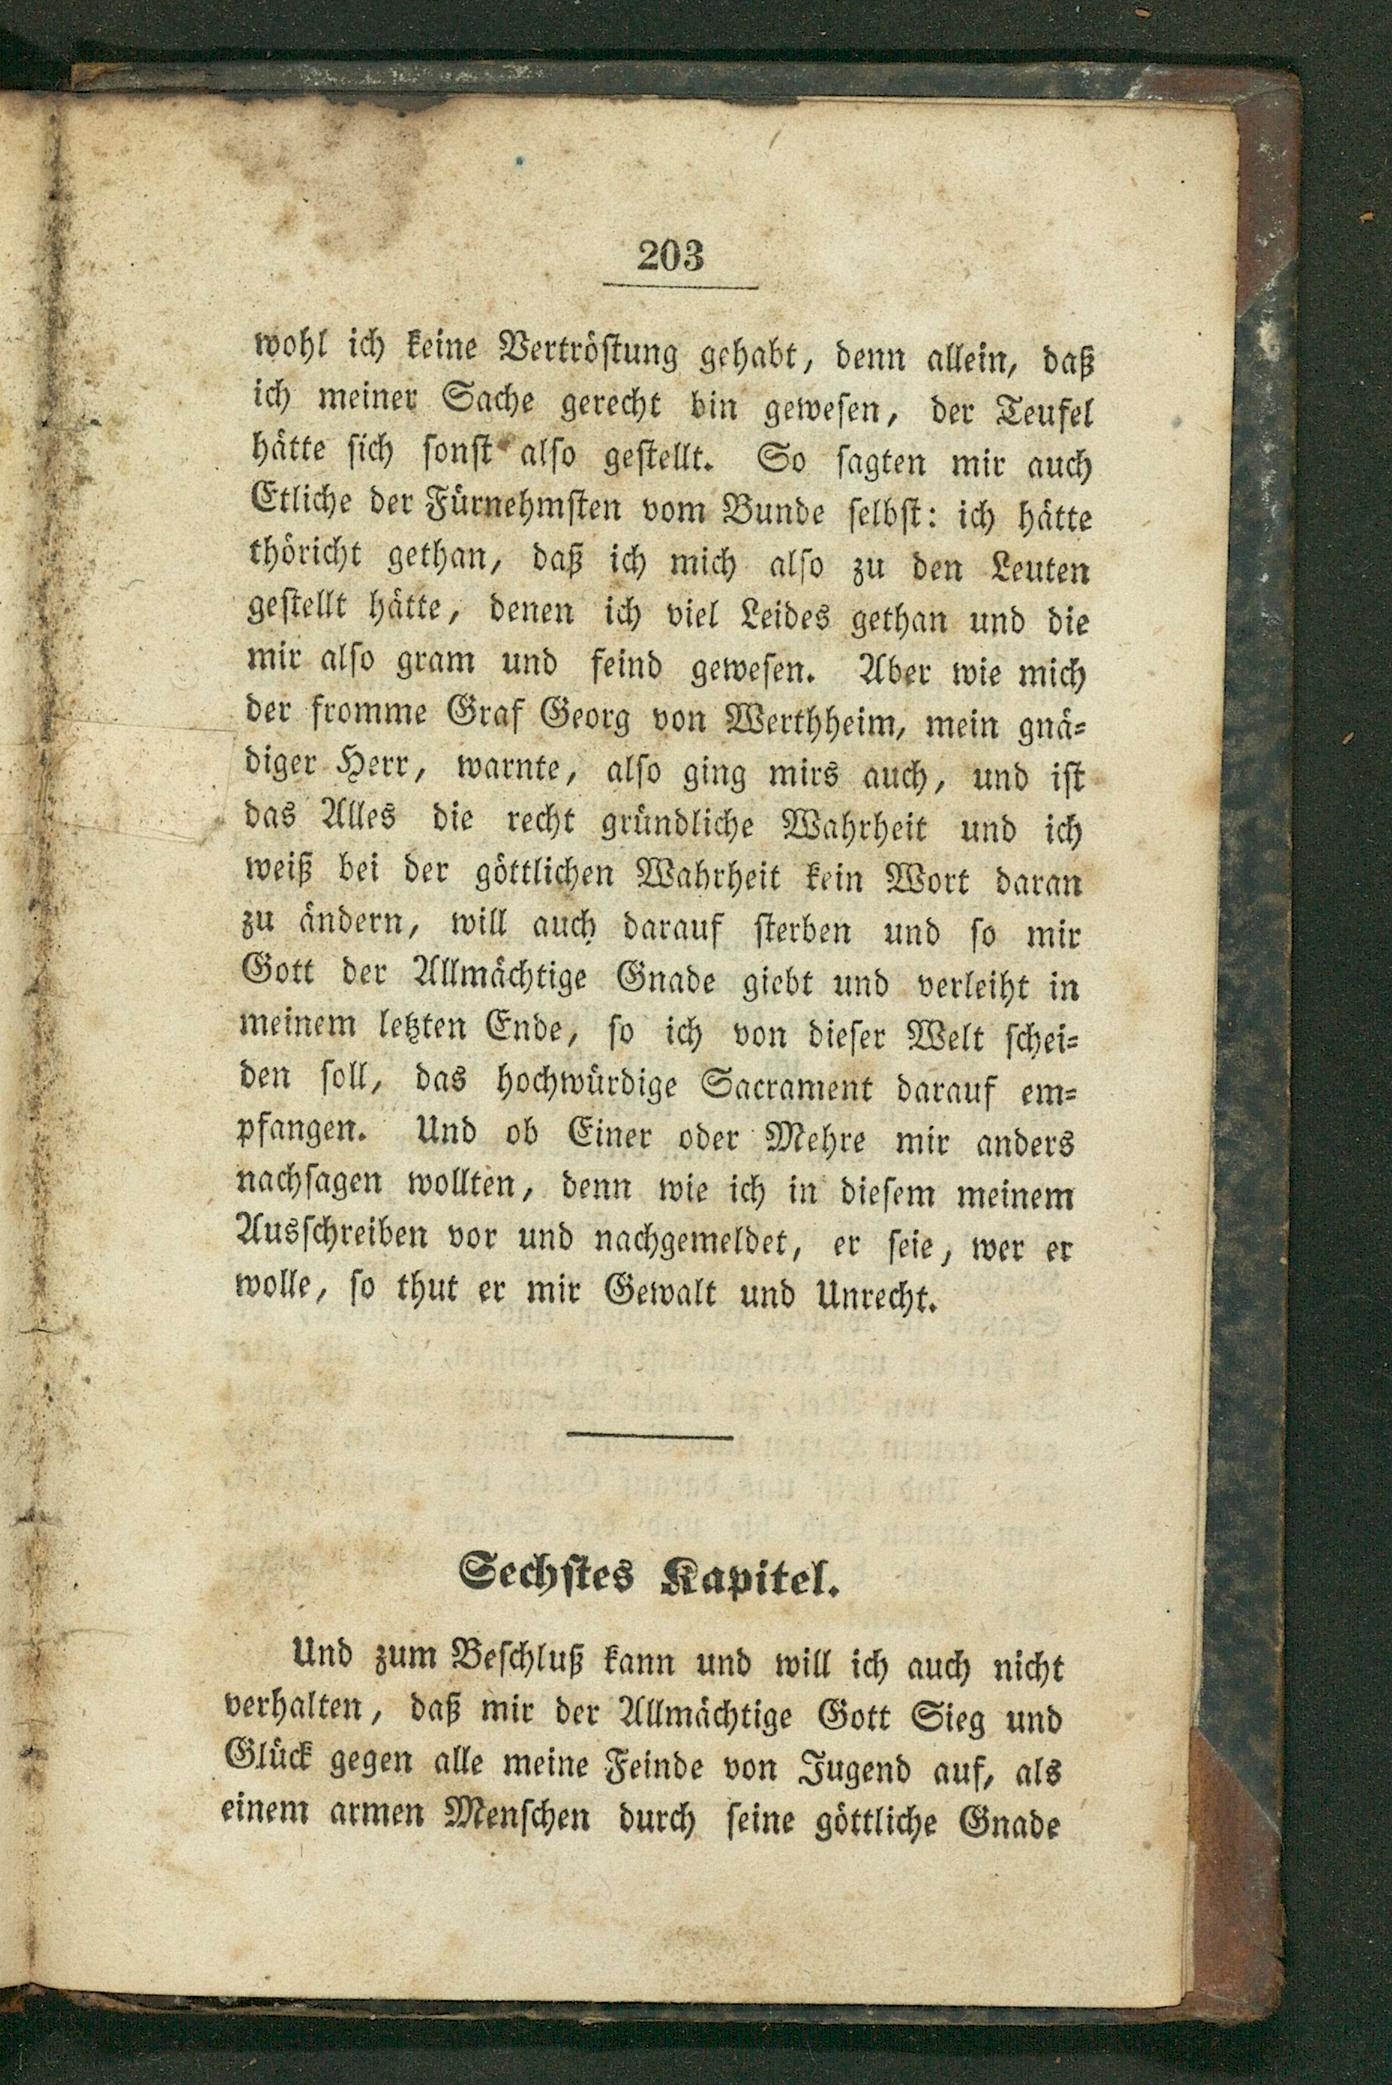 203
wohl ich keine Vertröstung gehabt, denn allein, daß
ich meiner Sache gerecht bin gewesen, der Teufel
hätte sich sonst also gestellt. So sagten mir auch
Etliche der Fürnehmsten vom Bunde selbst: ich hätte
thöricht gethan, daß ich mich also zu den Leuten
gestellt hätte, denen ich viel Leides gethan und die
mir also gram und feind gewesen. Aber wie mich
der fromme Graf Georg von Werthheim, mein gnä-
diger Herr, warnte, also ging mirs auch, und ist
das Alles die recht gründliche Wahrheit und ich
weiß bei der göttlichen Wahrheit kein Wort daran
zu ändern, will auch darauf sterben und so mir
Gott der Allmächtige Gnade giebt und verleiht in
meinem letzten Ende, so ich von dieser Welt schei-
den soll, das hochwürdige Sacrament darauf em-
pfangen. Und ob Einer oder Mehre mir anders
nachsagen wollten, denn wie ich in diesem meinem
Ausschreiben vor und nachgemeldet, er seie, wer er
wolle, so thut er mir Gewalt und Unrecht.
Sechstes Kapitel.
Und zum Beschluß kann und will ich auch nicht
verhalten, daß mir der Allmächtige Gott Sieg und
Glück gegen alle meine Feinde von Jugend auf, als
einem armen Menschen durch seine göttliche Gnade